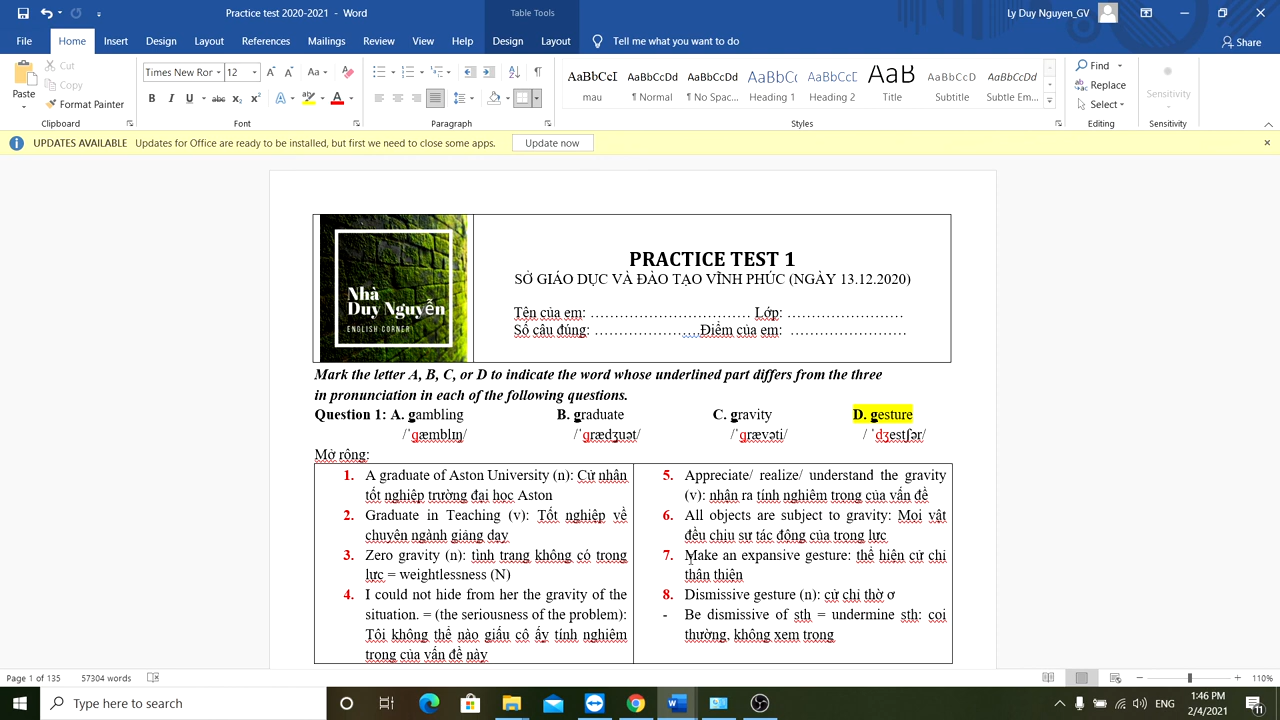 Practice test 2020-2021 - Word
Table Tools
Ly Duy Nguyen_GV
File Home Insert Design Layout References Mailings Review View Help Design Layout Tell me what you want to do Share
Paste
Cut
Copy
Format Painter
Clipboard
Times New Ror 12
Font
Paragraph
AaBbCcI AaBbCcDd AaBbCcDd AaBbCc AaBbCcE AaB AaBbCcD AaBbCcDd
mau ¶ Normal ¶ No Spac... Heading 1 Heading 2 Title Subtitle Subtle Em...
Styles
Find
Replace
Select
Editing
Sensitivity
Sensitivity
UPDATES AVAILABLE Updates for Office are ready to be installed, but first we need to close some apps. Update now
Nhà
Duy Nguyễn
ENGLISH CORNER
PRACTICE TEST 1
SỞ GIÁO DỤC VÀ ĐÀO TẠO VĨNH PHÚC (NGÀY 13.12.2020)
Tên của em: …………………………… Lớp: ……………………
Số câu đúng: …………………Điểm của em: ……………………
Mark the letter A, B, C, or D to indicate the word whose underlined part differs from the three
in pronunciation in each of the following questions.
Question 1: A. gambling B. graduate C. gravity D. gesture
/ˈɡæmblɪŋ/ /ˈɡrædʒuət/ /ˈɡrævəti/ / ˈdʒestʃər/
Mở rộng:
1. A graduate of Aston University (n): Cử nhân
tốt nghiệp trường đại học Aston
2. Graduate in Teaching (v): Tốt nghiệp về
chuyên ngành giảng dạy
3. Zero gravity (n): tình trạng không có trọng
lực = weightlessness (N)
4. I could not hide from her the gravity of the
situation. = (the seriousness of the problem):
Tôi không thể nào giấu cô ấy tính nghiêm
trọng của vấn đề này
5. Appreciate/ realize/ understand the gravity
(v): nhận ra tính nghiêm trọng của vấn đề
6. All objects are subject to gravity: Mọi vật
đều chịu sự tác động của trọng lực
7. Make an expansive gesture: thể hiện cử chỉ
thân thiện
8. Dismissive gesture (n): cử chỉ thờ ơ
- Be dismissive of sth = undermine sth: coi
thường, không xem trọng
Page 1 of 135 57304 words 110%
Type here to search
ENG
1:46 PM
2/4/2021